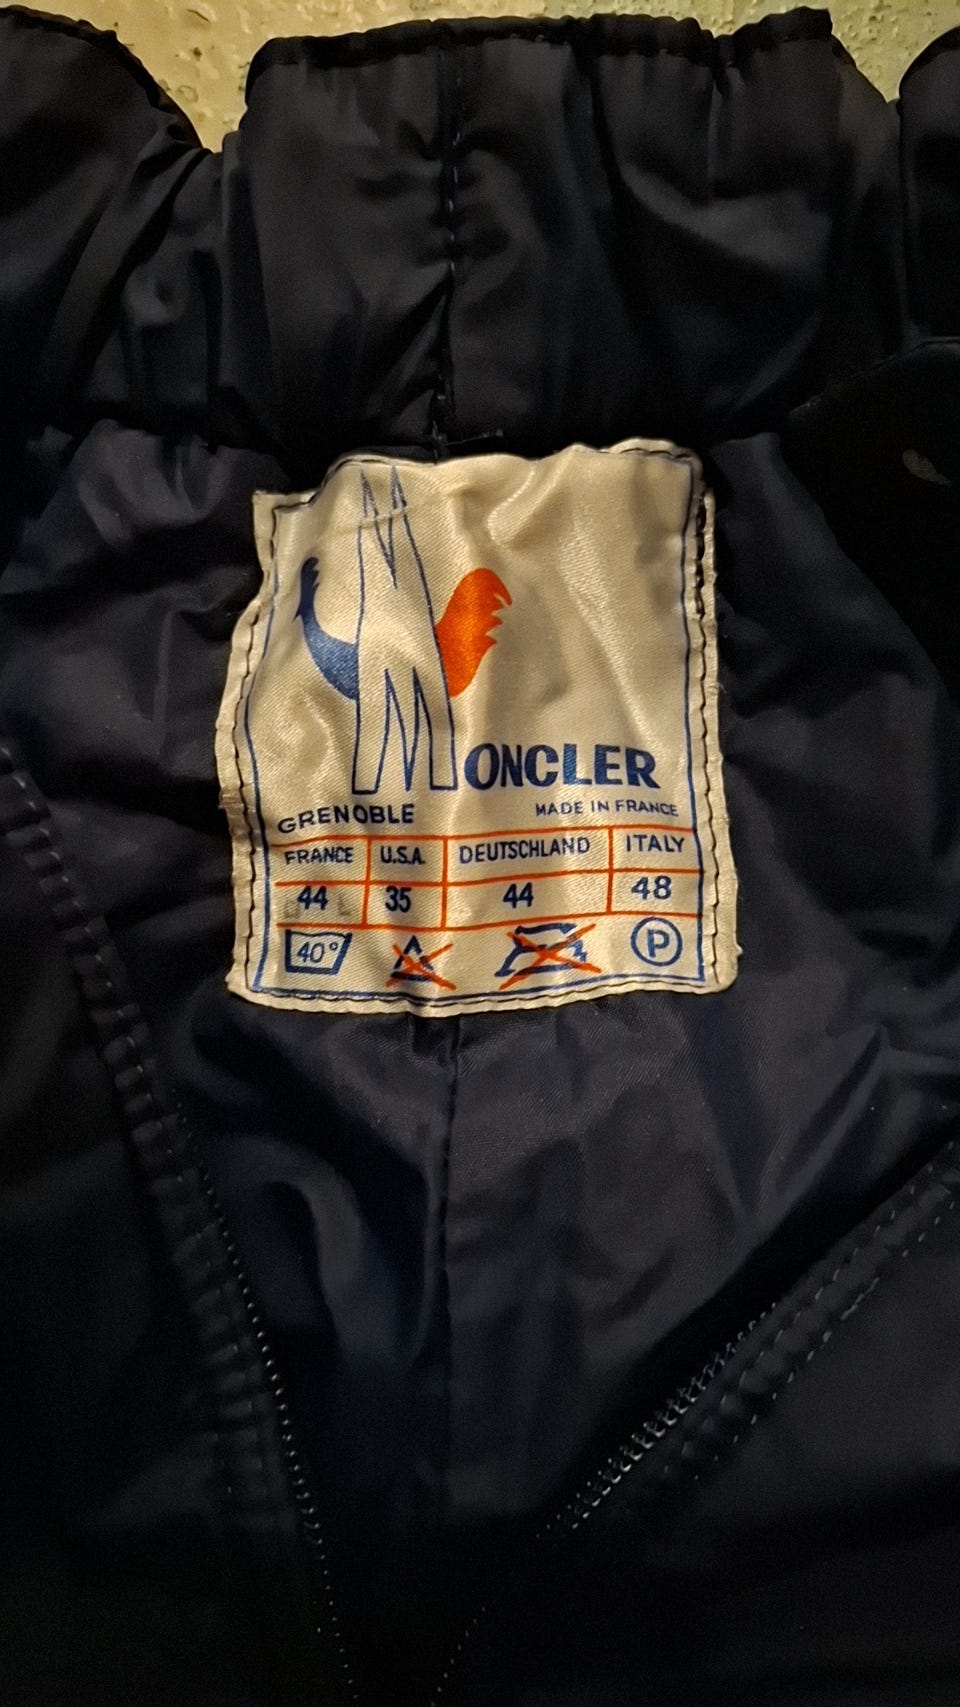 MONCLER
GRENOBLE MADE IN FRANCE
FRANCE U.S.A. DEUTSCHLAND ITALY
44 35 44 48
40° P